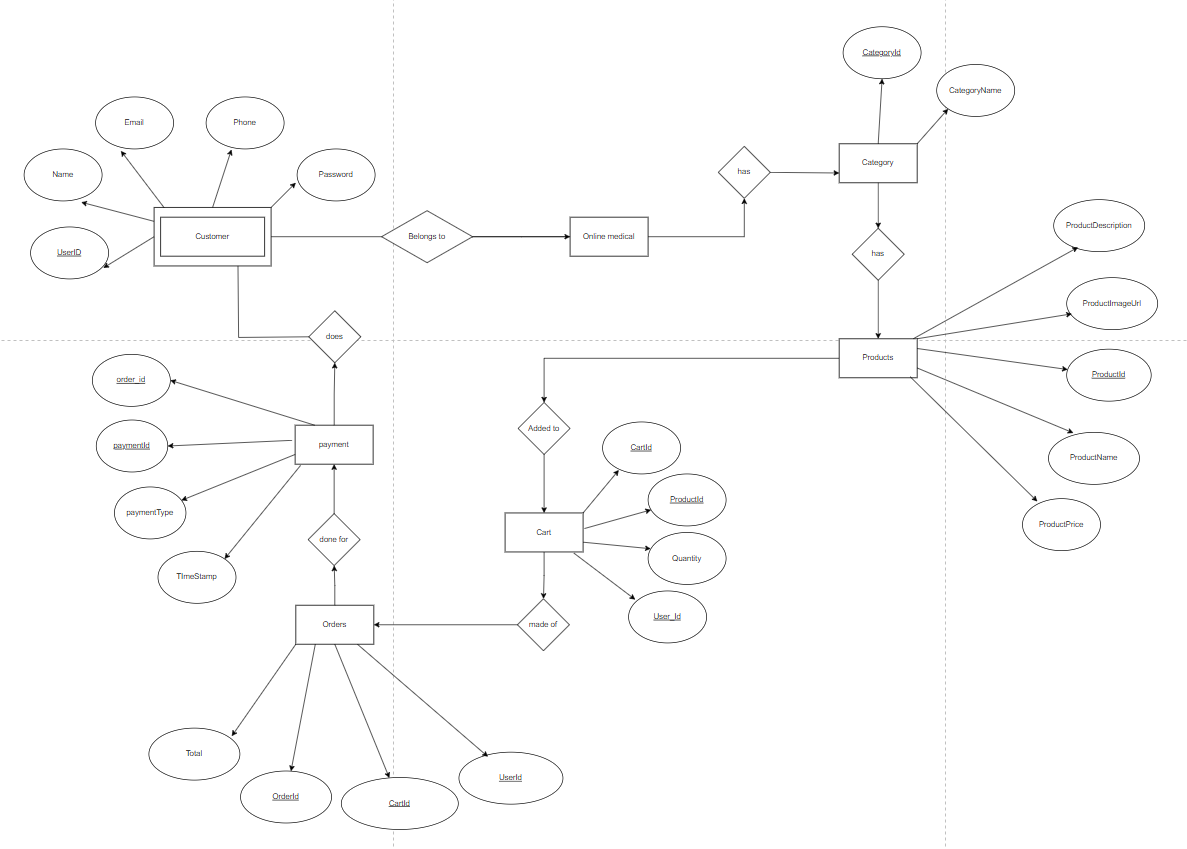 CategoryId
CategoryName
Email
Phone
Name
Password
has
Category
UserID
Customer
Belongs to
Online medical
ProductDescription
has
ProductImageUrl
does
Products
order_id
ProductId
Added to
payment
CartId
paymentId
ProductName
ProductId
paymentType
ProductPrice
done for
Cart
Quantity
TImeStamp
User_Id
Orders
made of
Total
UserId
OrderId
CartId